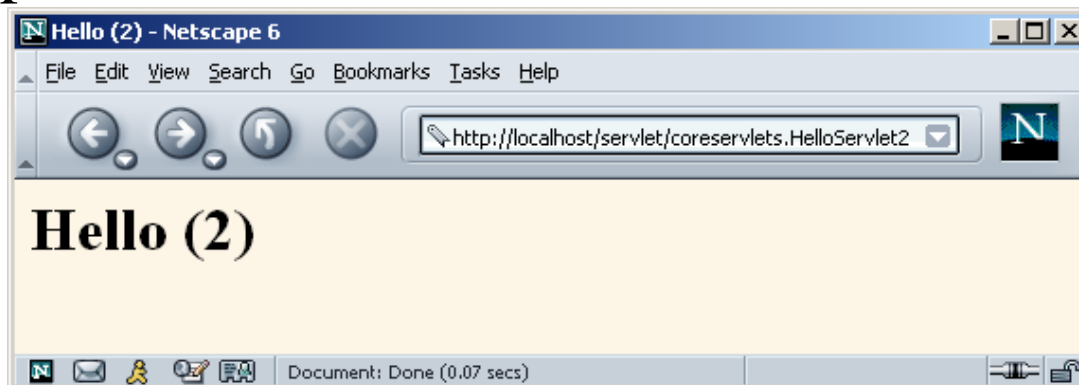 Hello (2) - Netscape 6
File Edit View Search Go Bookmarks Tasks Help
http://localhost/servlet/coreservlets.HelloServlet2
N
Hello (2)
Document: Done (0.07 secs)